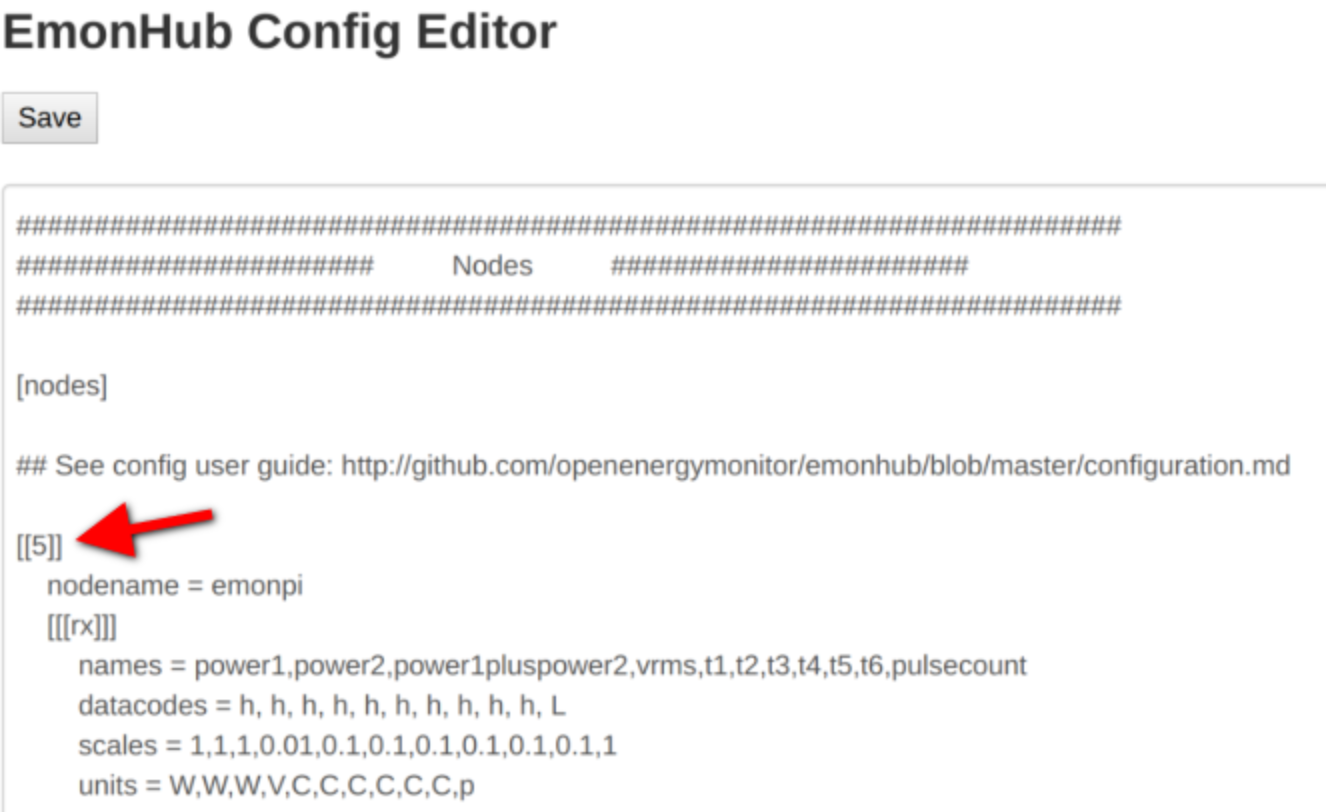 EmonHub Config Editor
Save
#######################################################################
#######################          Nodes          #######################
#######################################################################
[nodes]
## See config user guide: http://github.com/openenergymonitor/emonhub/blob/master/configuration.md
[[5]]
nodename = emonpi
[[[rx]]]
names = power1,power2,power1pluspower2,vrms,t1,t2,t3,t4,t5,t6,pulsecount
datacodes = h, h, h, h, h, h, h, h, h, h, L
scales = 1,1,1,0.01,0.1,0.1,0.1,0.1,0.1,0.1,1
units = W,W,W,V,C,C,C,C,C,C,p